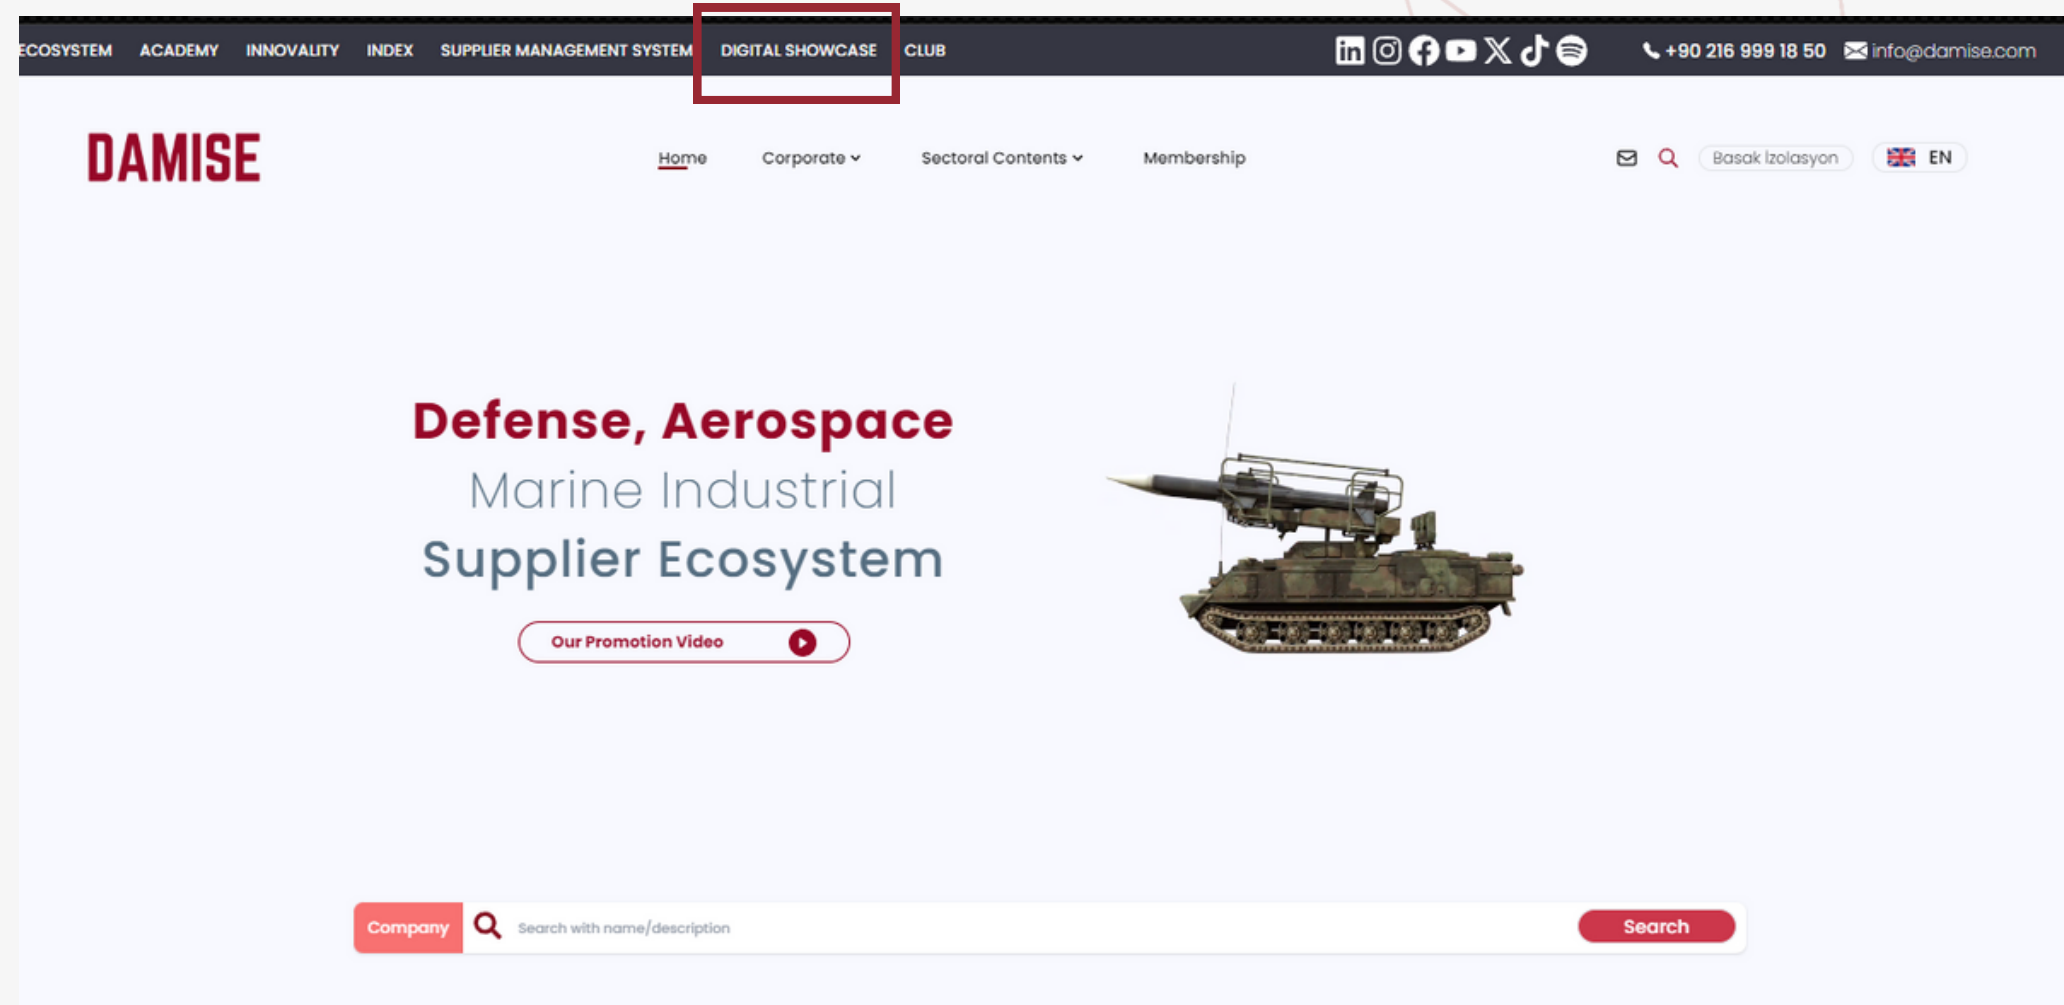 ECOSYSTEM ACADEMY INNOVALITY INDEX SUPPLIER MANAGEMENT SYSTEM DIGITAL SHOWCASE CLUB +90 216 999 18 50 info@damise.com
DAMISE Home Corporate Sectoral Contents Membership Basak İzolasyon EN
Defense, Aerospace
Marine Industrial
Supplier Ecosystem
Our Promotion Video
Company Search with name/description Search